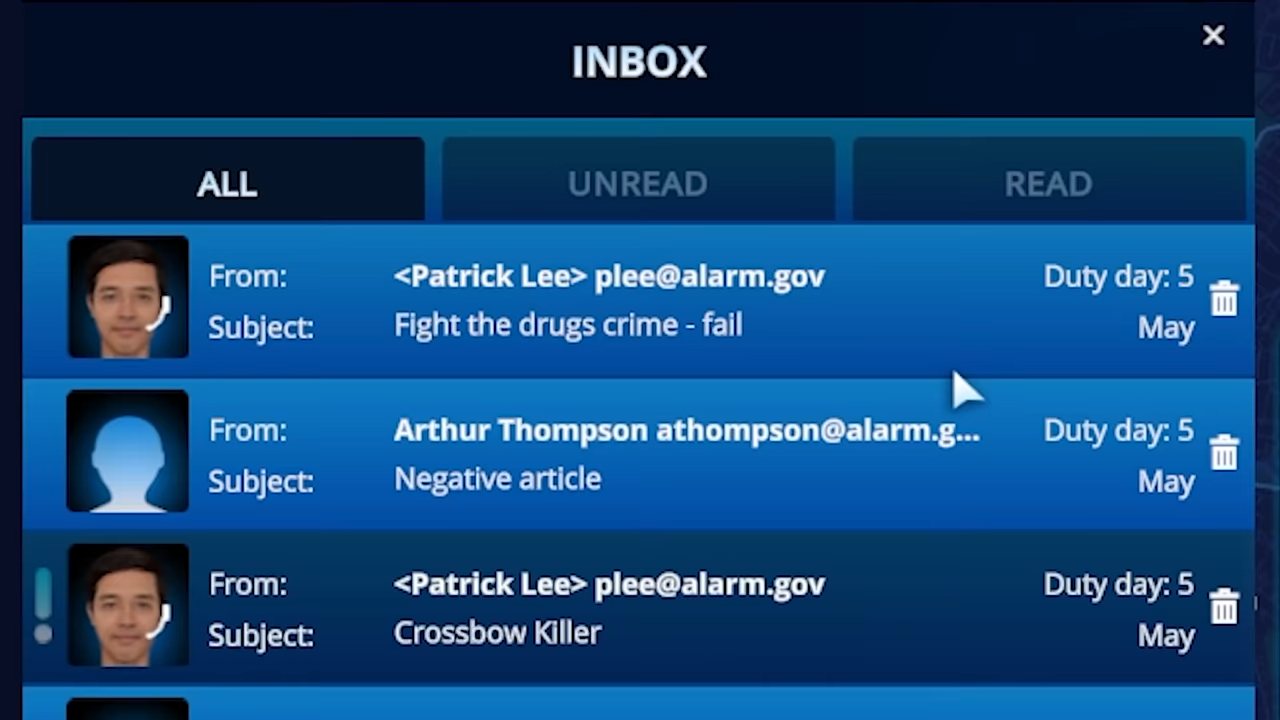 INBOX
ALL UNREAD READ
From: <Patrick Lee> plee@alarm.gov Duty day: 5
Subject: Fight the drugs crime - fail May
From: Arthur Thompson athompson@alarm.g... Duty day: 5
Subject: Negative article May
From: <Patrick Lee> plee@alarm.gov Duty day: 5
Subject: Crossbow Killer May